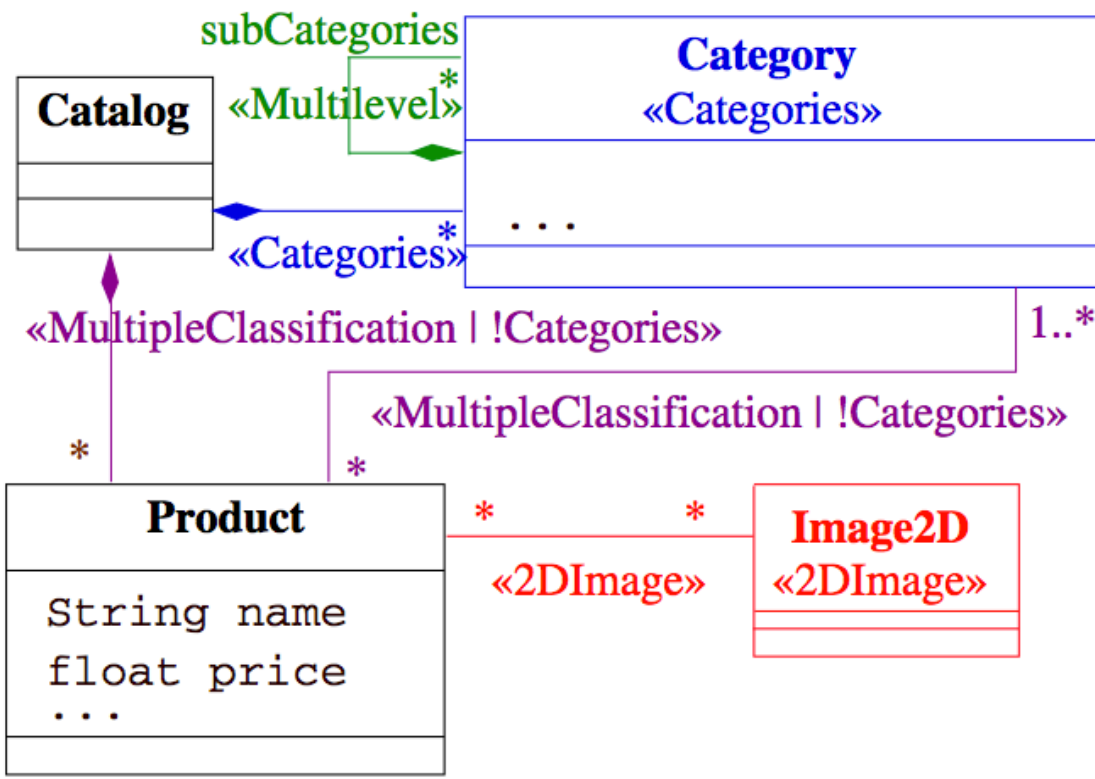 subCategories
*
«Multilevel»
Category
«Categories»
Catalog
...
*
«Categories»
«MultipleClassification | !Categories»
1..*
«MultipleClassification | !Categories»
*
*
Product
String name
float price
...
*
*
«2DImage»
Image2D
«2DImage»